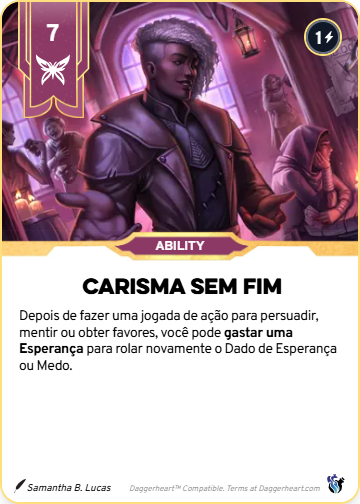 7
1
ABILITY
CARISMA SEM FIM
Depois de fazer uma jogada de ação para persuadir,
mentir ou obter favores, você pode gastar uma
Esperança para rolar novamente o Dado de Esperança
ou Medo.
Samantha B. Lucas
Daggerheart™ Compatible. Terms at Daggerheart.com